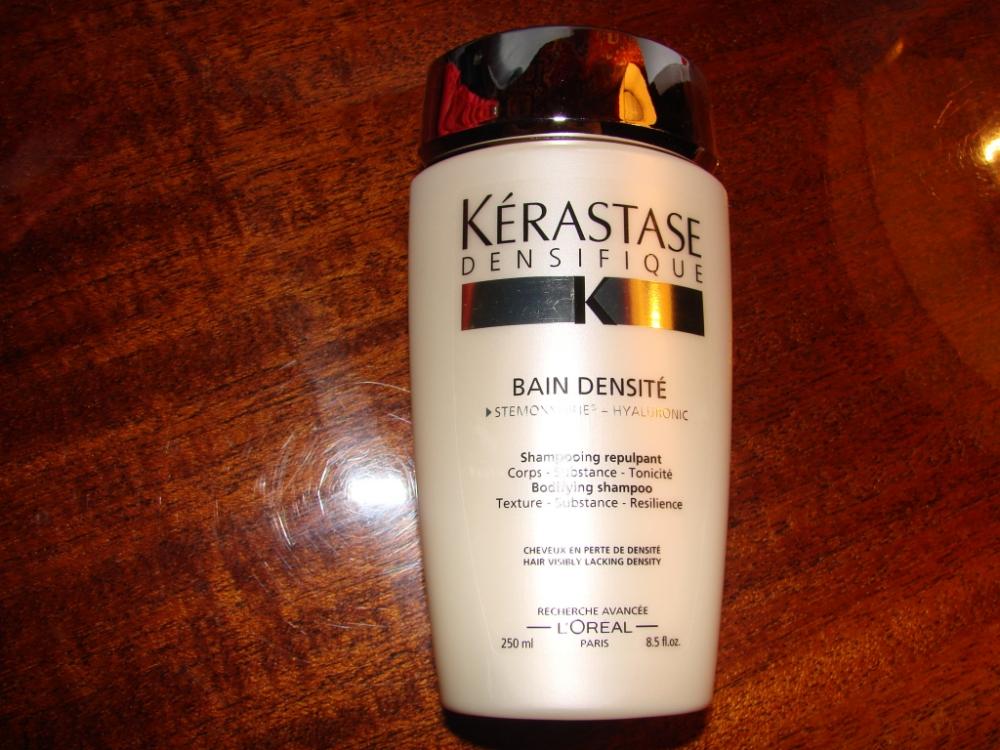 KÉRASTASE
DENSIFIQUE
K
BAIN DENSITÉ
– HYALURONIC
Shampooing repulpant
Corps - Substance - Tonicité
Bodifying shampoo
Texture - Substance - Resilience
CHEVEUX EN PERTE DE DENSITÉ
HAIR VISIBLY LACKING DENSITY
RECHERCHE AVANCÉE
L'ORÉAL
250 ml PARIS 8.5 fl.oz.